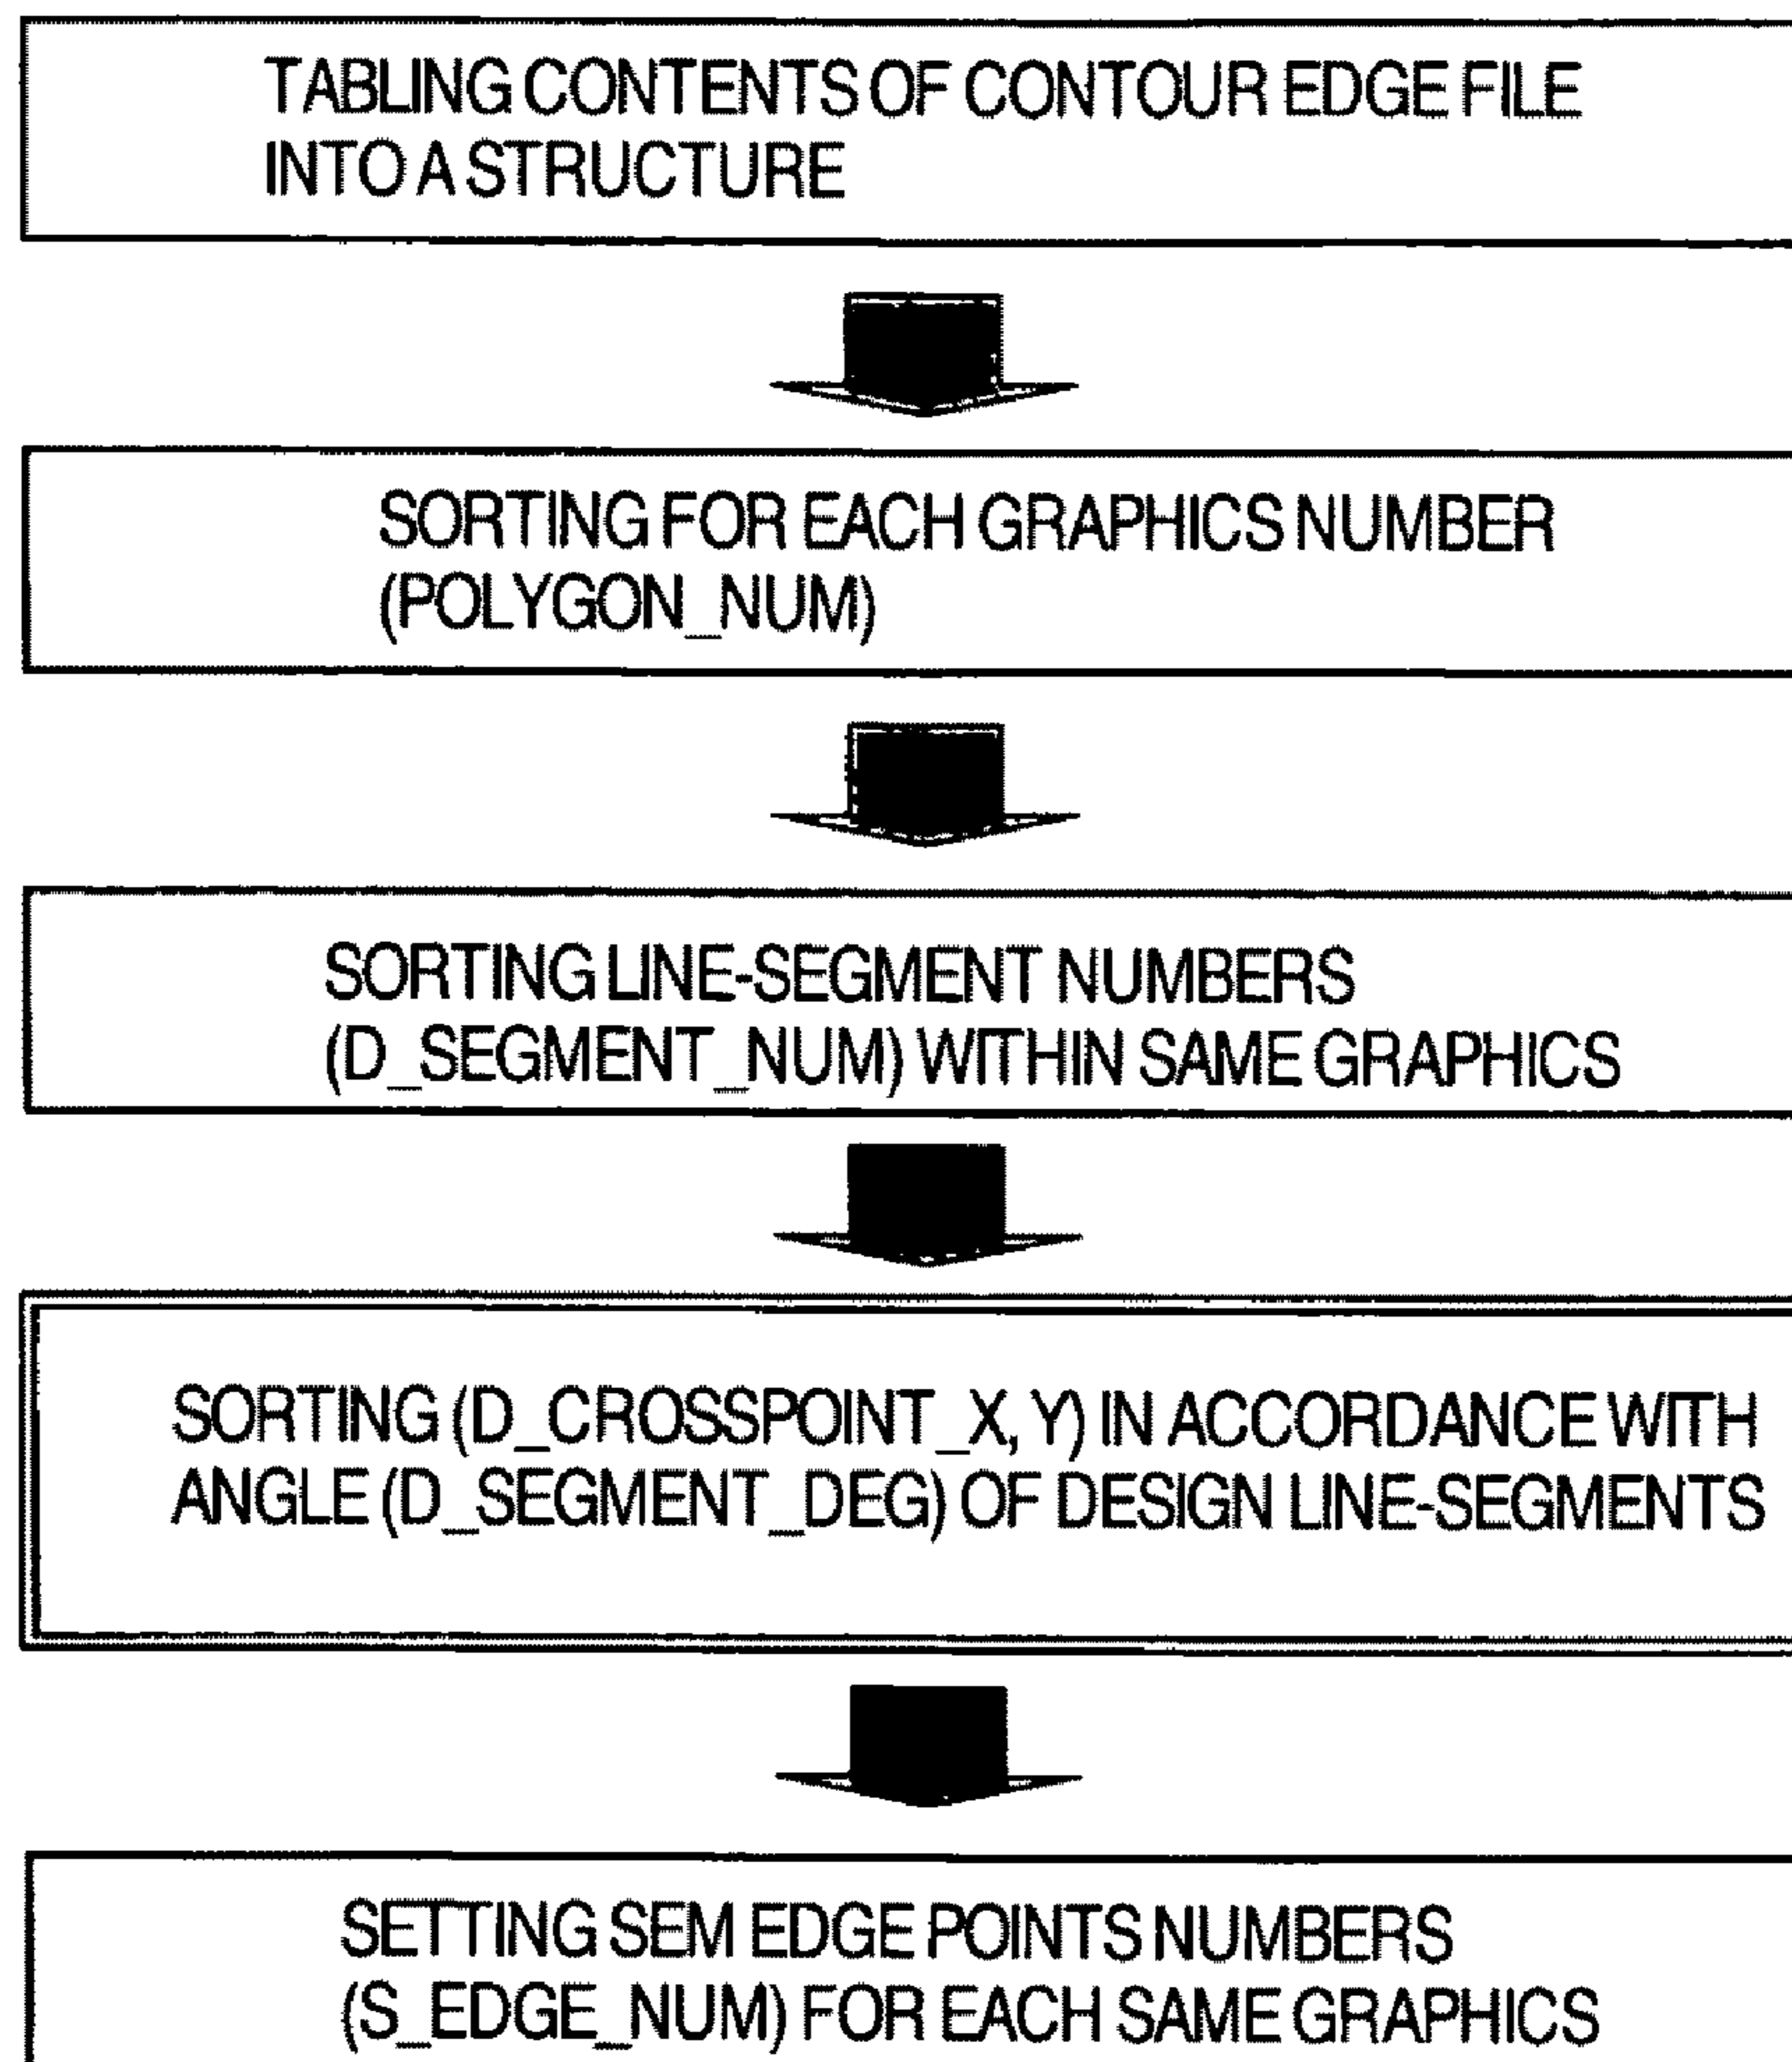 TABLING CONTENTS OF CONTOUR EDGE FILE
INTO A STRUCTURE
SORTING FOR EACH GRAPHICS NUMBER
(POLYGON_NUM)
SORTING LINE-SEGMENT NUMBERS
(D_SEGMENT_NUM) WITHIN SAME GRAPHICS
SORTING (D_CROSSPOINT_X, Y) IN ACCORDANCE WITH
ANGLE (D_SEGMENT_DEG) OF DESIGN LINE-SEGMENTS
SETTING SEM EDGE POINTS NUMBERS
(S_EDGE_NUM) FOR EACH SAME GRAPHICS